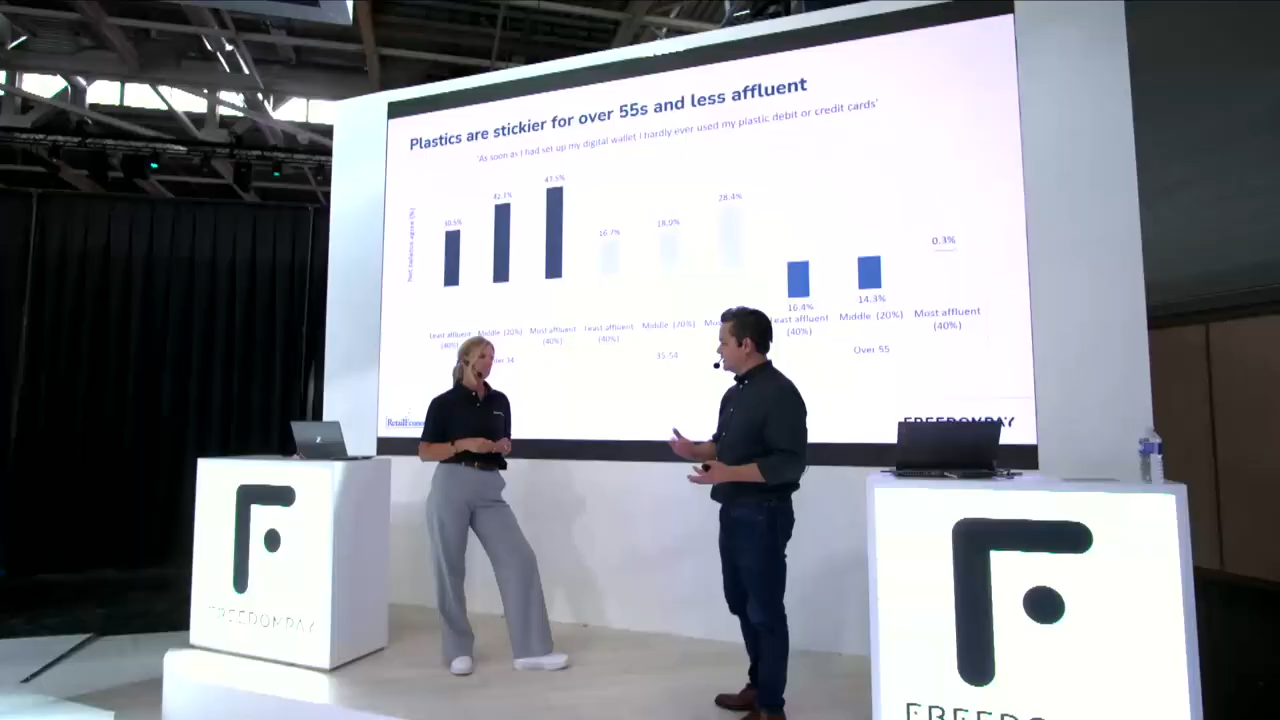 Plastics are stickier for over 55s and less affluent
'As soon as I had set up my digital wallet I hardly ever used my plastic debit or credit cards'
30.5%
42.1%
47.5%
16.7%
18.0%
28.4%
16.4%
14.3%
0.3%
Least affluent (40%)
Middle (20%)
Most affluent (40%)
Least affluent (40%)
Middle (20%)
Least affluent (40%)
Middle (20%)
Most affluent (40%)
34
35-54
Over 55
FREEDOMPAY
FREEDOMPAY